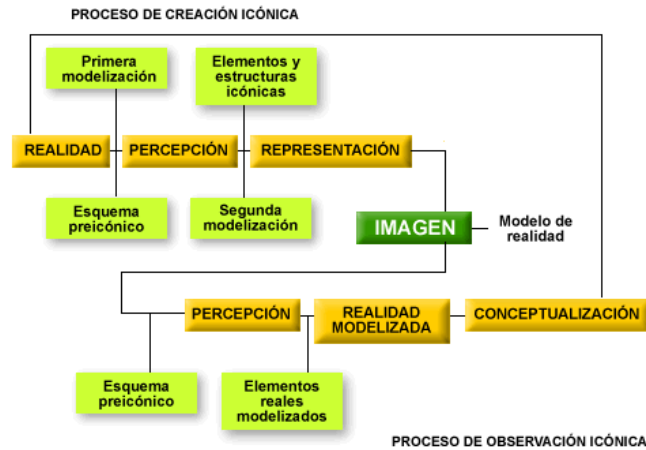 PROCESO DE CREACIÓN ICÓNICA
Primera
modelización
Elementos y
estructuras
icónicas
REALIDAD
PERCEPCIÓN
REPRESENTACIÓN
Esquema
preicónico
Segunda
modelización
IMAGEN
Modelo de
realidad
PERCEPCIÓN
REALIDAD
MODELIZADA
CONCEPTUALIZACIÓN
Esquema
preicónico
Elementos
reales
modelizados
PROCESO DE OBSERVACIÓN ICÓNICA